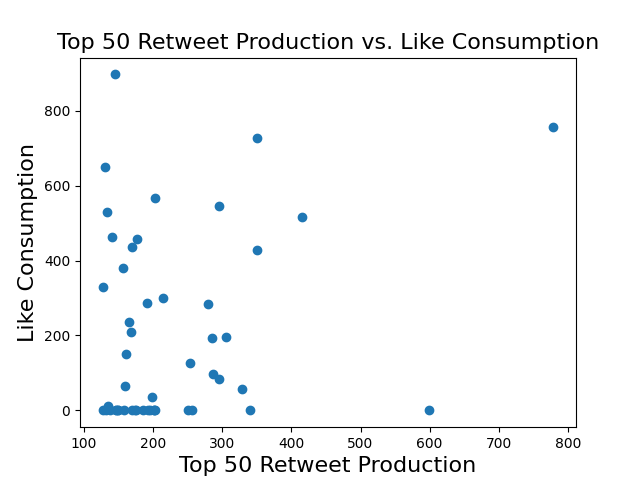 Top 50 Retweet Production vs. Like Consumption
800
600
400
200
0
Like Consumption
100 200 300 400 500 600 700 800
Top 50 Retweet Production